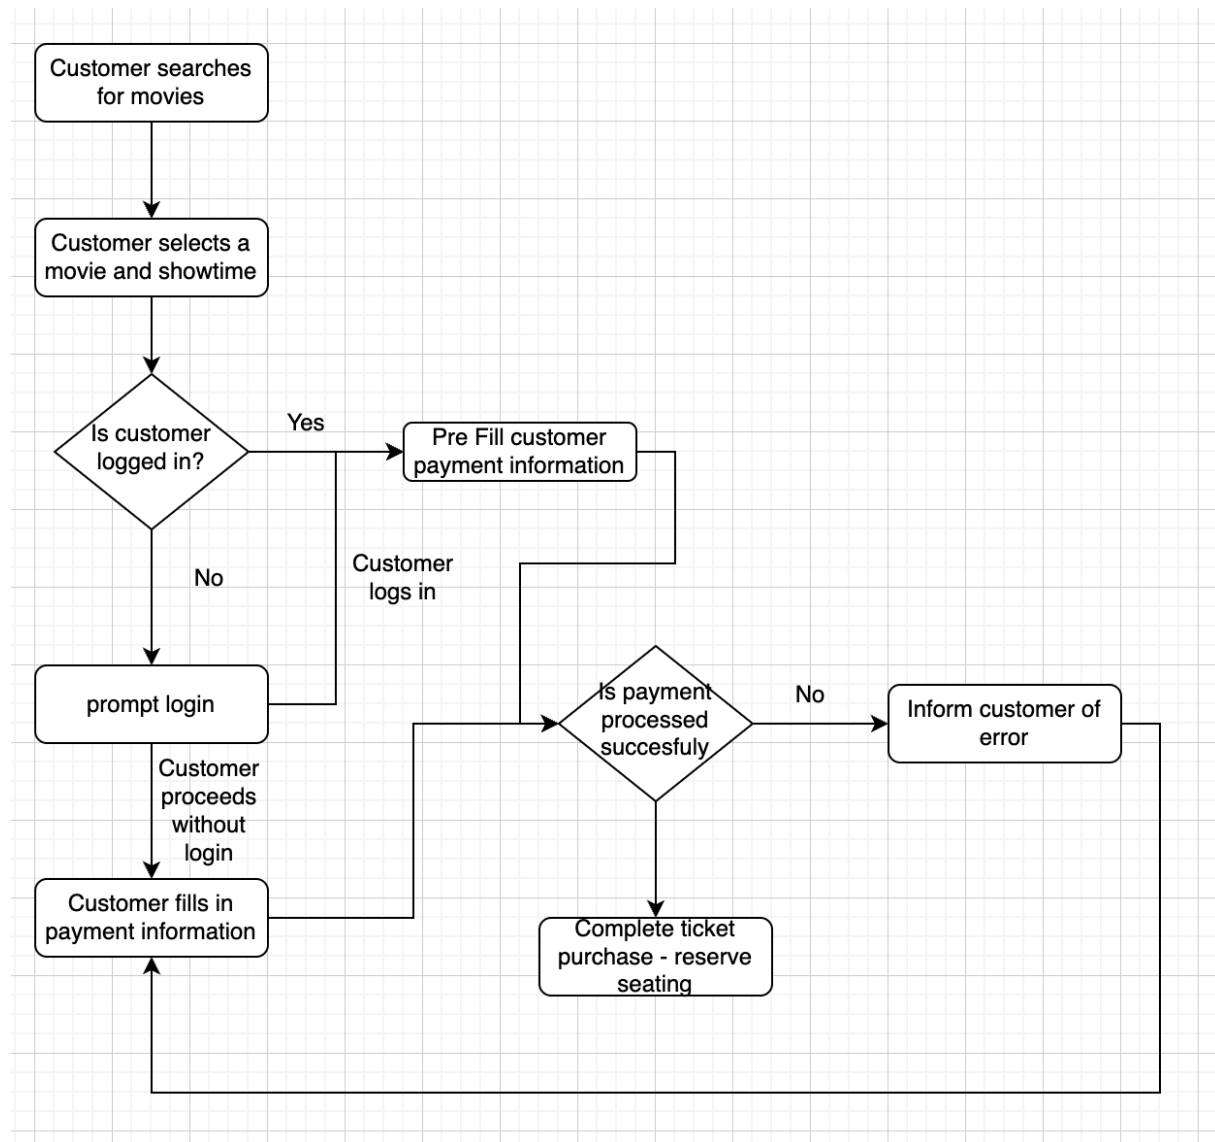 Customer searches
for movies
Customer selects a
movie and showtime
Is customer
logged in?
Yes
Pre Fill customer
payment information
No
Customer
logs in
prompt login
Customer
proceeds
without
login
Customer fills in
payment information
Is payment
processed
succesfuly
No
Inform customer of
error
Complete ticket
purchase - reserve
seating